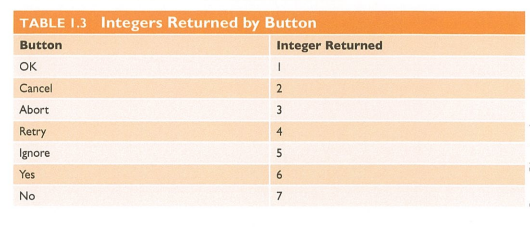 TABLE 1.3 Integers Returned by Button
Button Integer Returned
OK 1
Cancel 2
Abort 3
Retry 4
Ignore 5
Yes 6
No 7